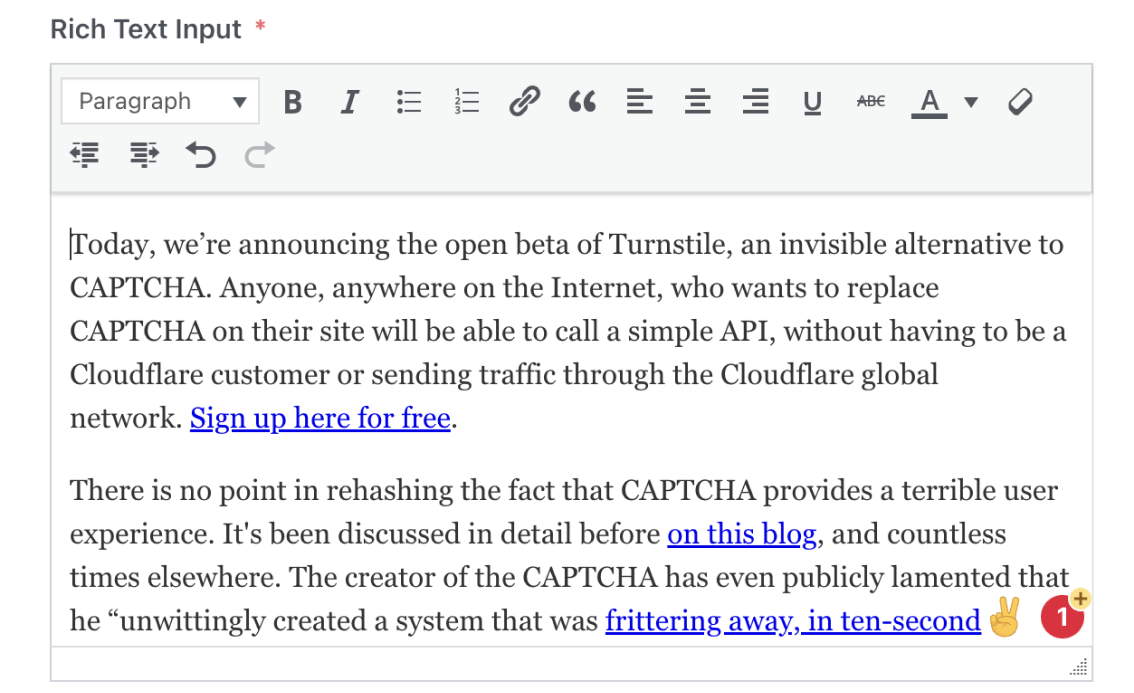 Rich Text Input *
Paragraph
B I 1 2 3 U ABC A
Today, we’re announcing the open beta of Turnstile, an invisible alternative to
CAPTCHA. Anyone, anywhere on the Internet, who wants to replace
CAPTCHA on their site will be able to call a simple API, without having to be a
Cloudflare customer or sending traffic through the Cloudflare global
network. Sign up here for free.
There is no point in rehashing the fact that CAPTCHA provides a terrible user
experience. It's been discussed in detail before on this blog, and countless
times elsewhere. The creator of the CAPTCHA has even publicly lamented that
he “unwittingly created a system that was frittering away, in ten-second
1
+